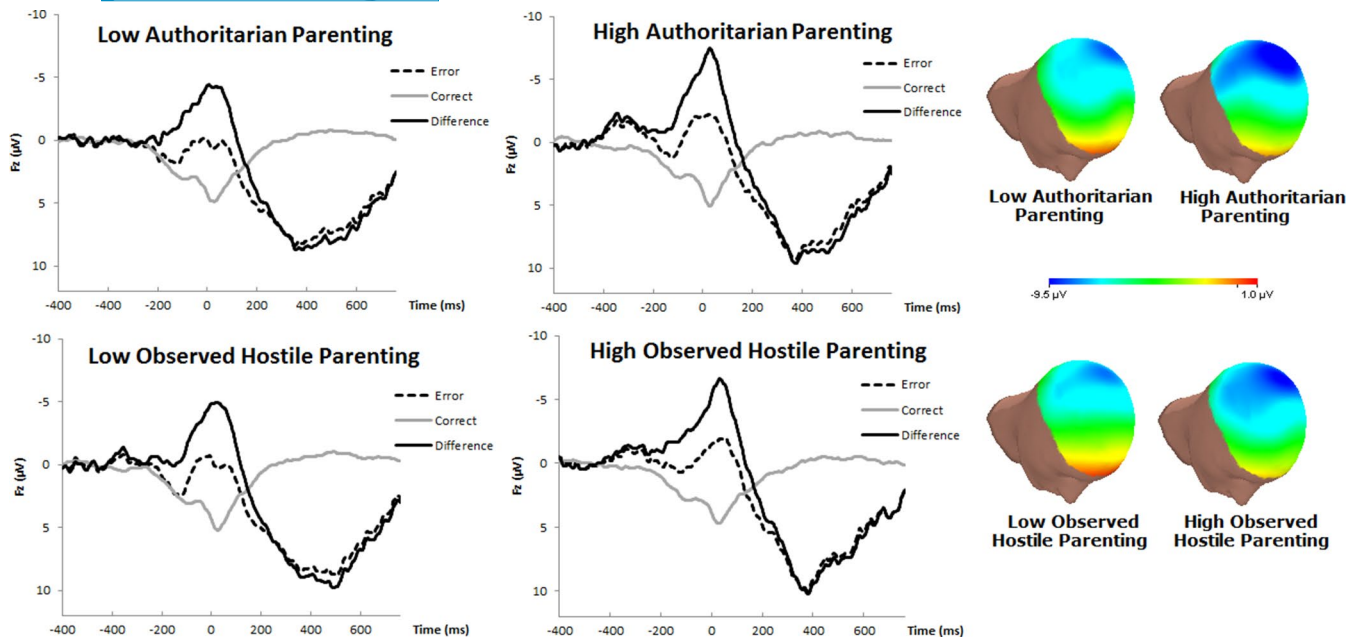 Low Authoritarian Parenting
-10
-5
0
5
10
Fz (µV)
Error
Correct
Difference
-400 -200 0 200 400 600 Time (ms)
High Authoritarian Parenting
-10
-5
0
5
10
Fz (µV)
Error
Correct
Difference
-400 -200 0 200 400 600 Time (ms)
Low Authoritarian
Parenting
High Authoritarian
Parenting
-9.5 µV 1.0 µV
Low Observed Hostile Parenting
-10
-5
0
5
10
Fz (µV)
Error
Correct
Difference
-400 -200 0 200 400 600 Time (ms)
High Observed Hostile Parenting
-10
-5
0
5
10
Fz (µV)
Error
Correct
Difference
-400 -200 0 200 400 600 Time (ms)
Low Observed
Hostile Parenting
High Observed
Hostile Parenting